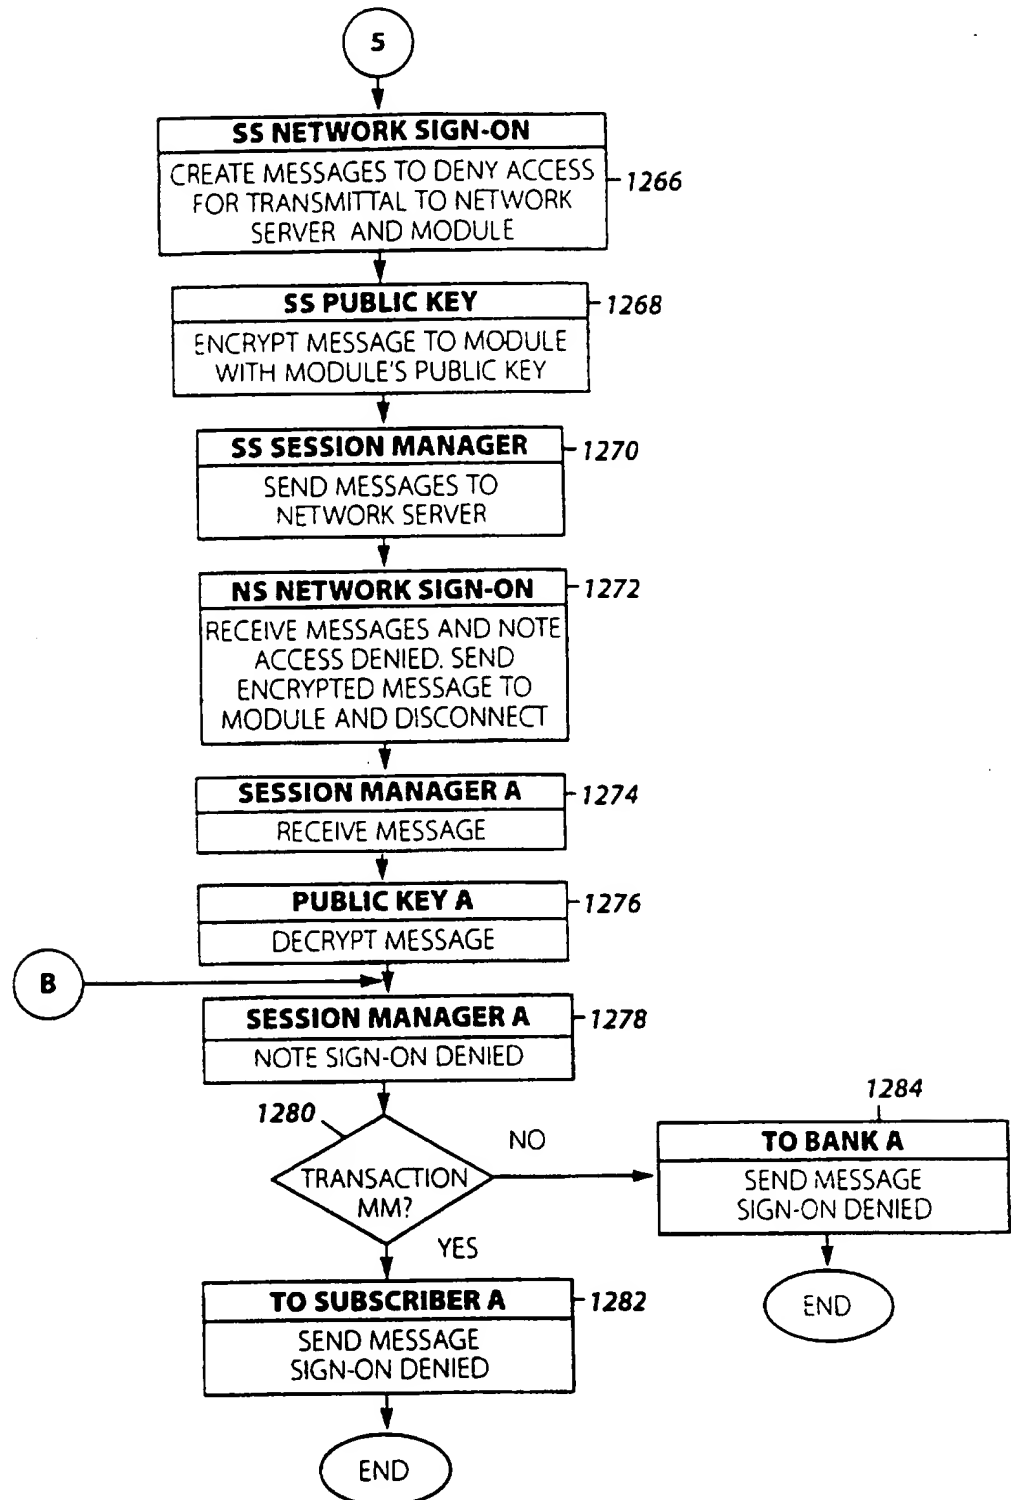 5
SS NETWORK SIGN-ON
CREATE MESSAGES TO DENY ACCESS
FOR TRANSMITTAL TO NETWORK
SERVER AND MODULE
1266
SS PUBLIC KEY
1268
ENCRYPT MESSAGE TO MODULE
WITH MODULE'S PUBLIC KEY
SS SESSION MANAGER
1270
SEND MESSAGES TO
NETWORK SERVER
NS NETWORK SIGN-ON
1272
RECEIVE MESSAGES AND NOTE
ACCESS DENIED. SEND
ENCRYPTED MESSAGE TO
MODULE AND DISCONNECT
SESSION MANAGER A
1274
RECEIVE MESSAGE
PUBLIC KEY A
1276
DECRYPT MESSAGE
B
SESSION MANAGER A
1278
NOTE SIGN-ON DENIED
1280
TRANSACTION
MM?
NO
1284
TO BANK A
SEND MESSAGE
SIGN-ON DENIED
END
YES
TO SUBSCRIBER A
1282
SEND MESSAGE
SIGN-ON DENIED
END